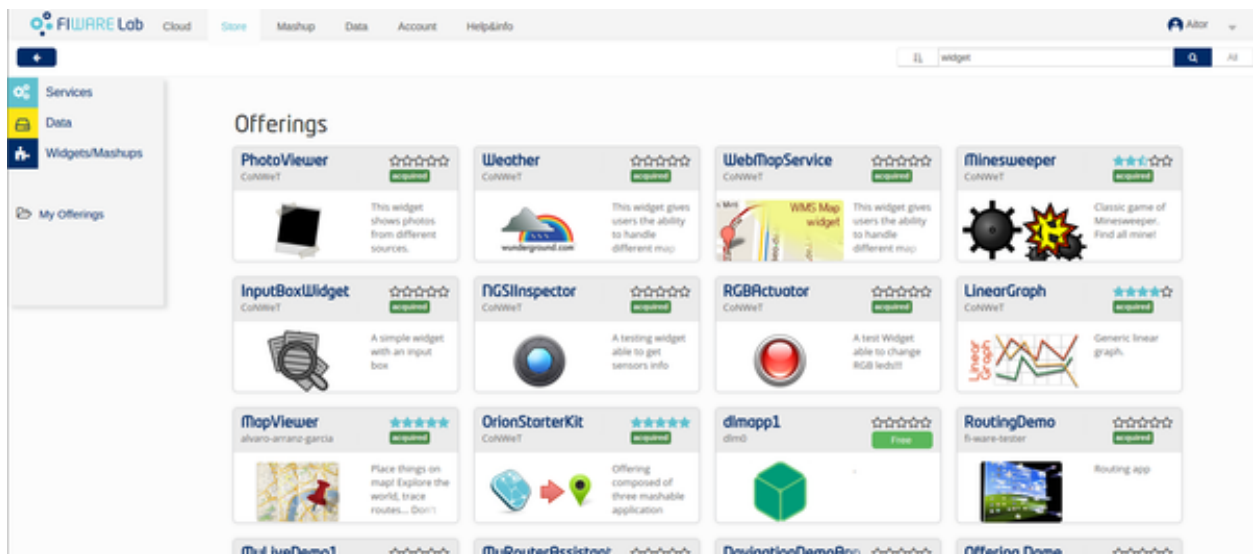 FIWARE Lab Cloud Store Mashup Data Account Help&info Aitor
widget All
Services
Data
Widgets/Mashups
My Offerings
Offerings
PhotoViewer
CoNWeT
acquired
This widget
shows photos
from different
sources.
Weather
CoNWeT
acquired
wunderground.com
This widget gives
users the ability
to handle
different map
WebMapService
CoNWeT
acquired
WMS Map
widget
This widget gives
users the ability
to handle
different map
Minesweeper
CoNWeT
acquired
Classic game of
Minesweeper.
Find all mine!
InputBoxWidget
CoNWeT
acquired
A simple widget
with an input
box
NGSIInspector
CoNWeT
acquired
A testing widget
able to get
sensors info
RGBActuator
CoNWeT
acquired
A test Widget
able to change
RGB leds!!!
LinearGraph
CoNWeT
acquired
Linear
Graph
Generic linear
graph.
MapViewer
alvaro-arranz-garcia
acquired
Place things on
map! Explore the
world, trace
routes... Don't
OrionStarterKit
CoNWeT
acquired
Offering
composed of
three mashable
application
dlmapp1
dlm0
Free
.
RoutingDemo
fi-ware-tester
acquired
Routing app
MyLiveDemo1
MyRouterAssistant
NavigationDemoApp
Offering Dome